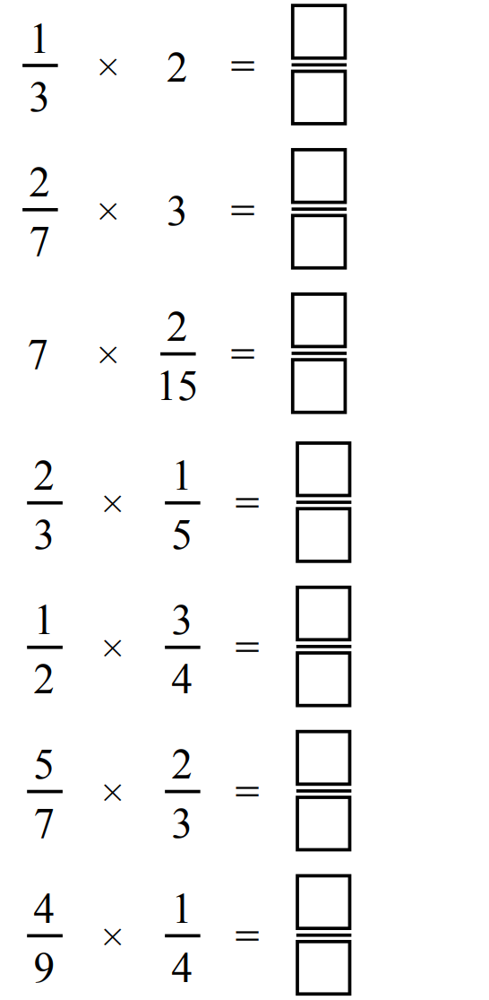 1/3 × 2 =
2/7 × 3 =
7 × 2/15 =
2/3 × 1/5 =
1/2 × 3/4 =
5/7 × 2/3 =
4/9 × 1/4 =